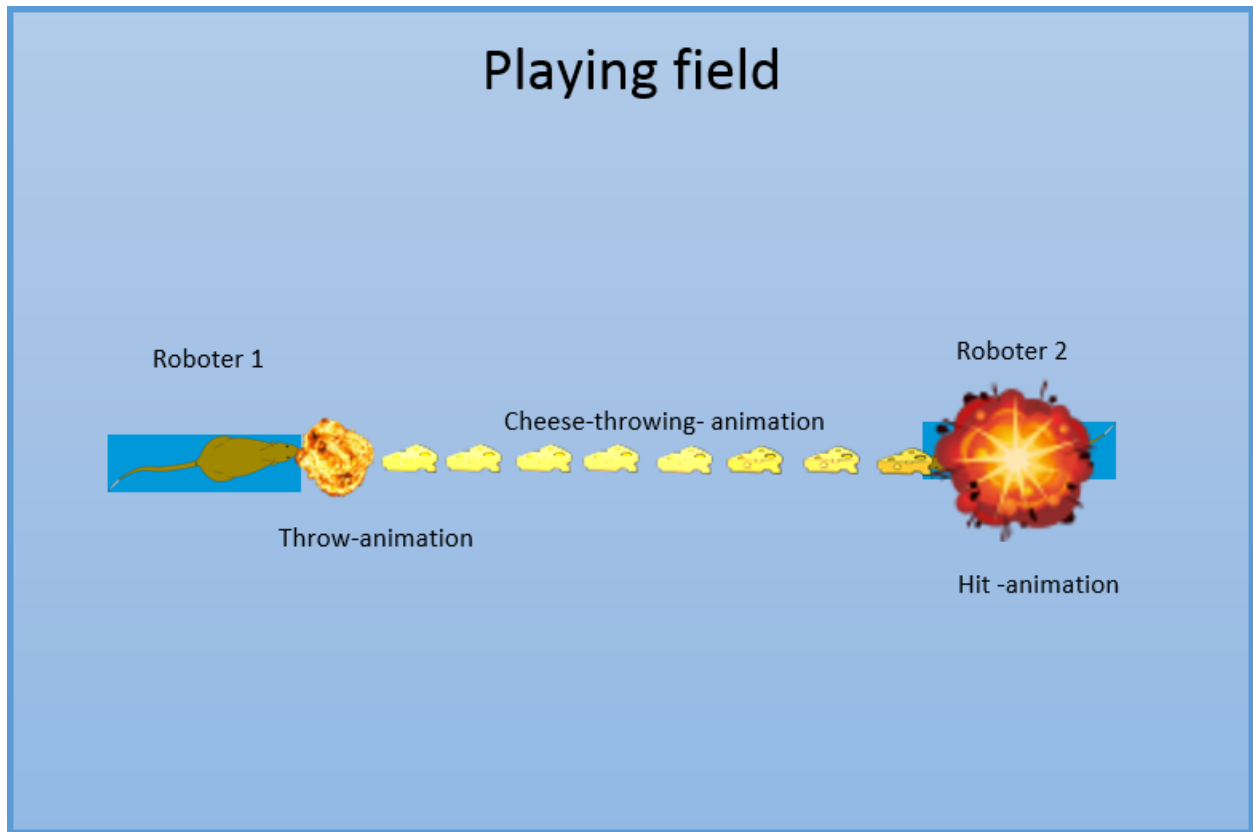 Playing field
Roboter 1
Roboter 2
Cheese-throwing- animation
Throw-animation
Hit -animation